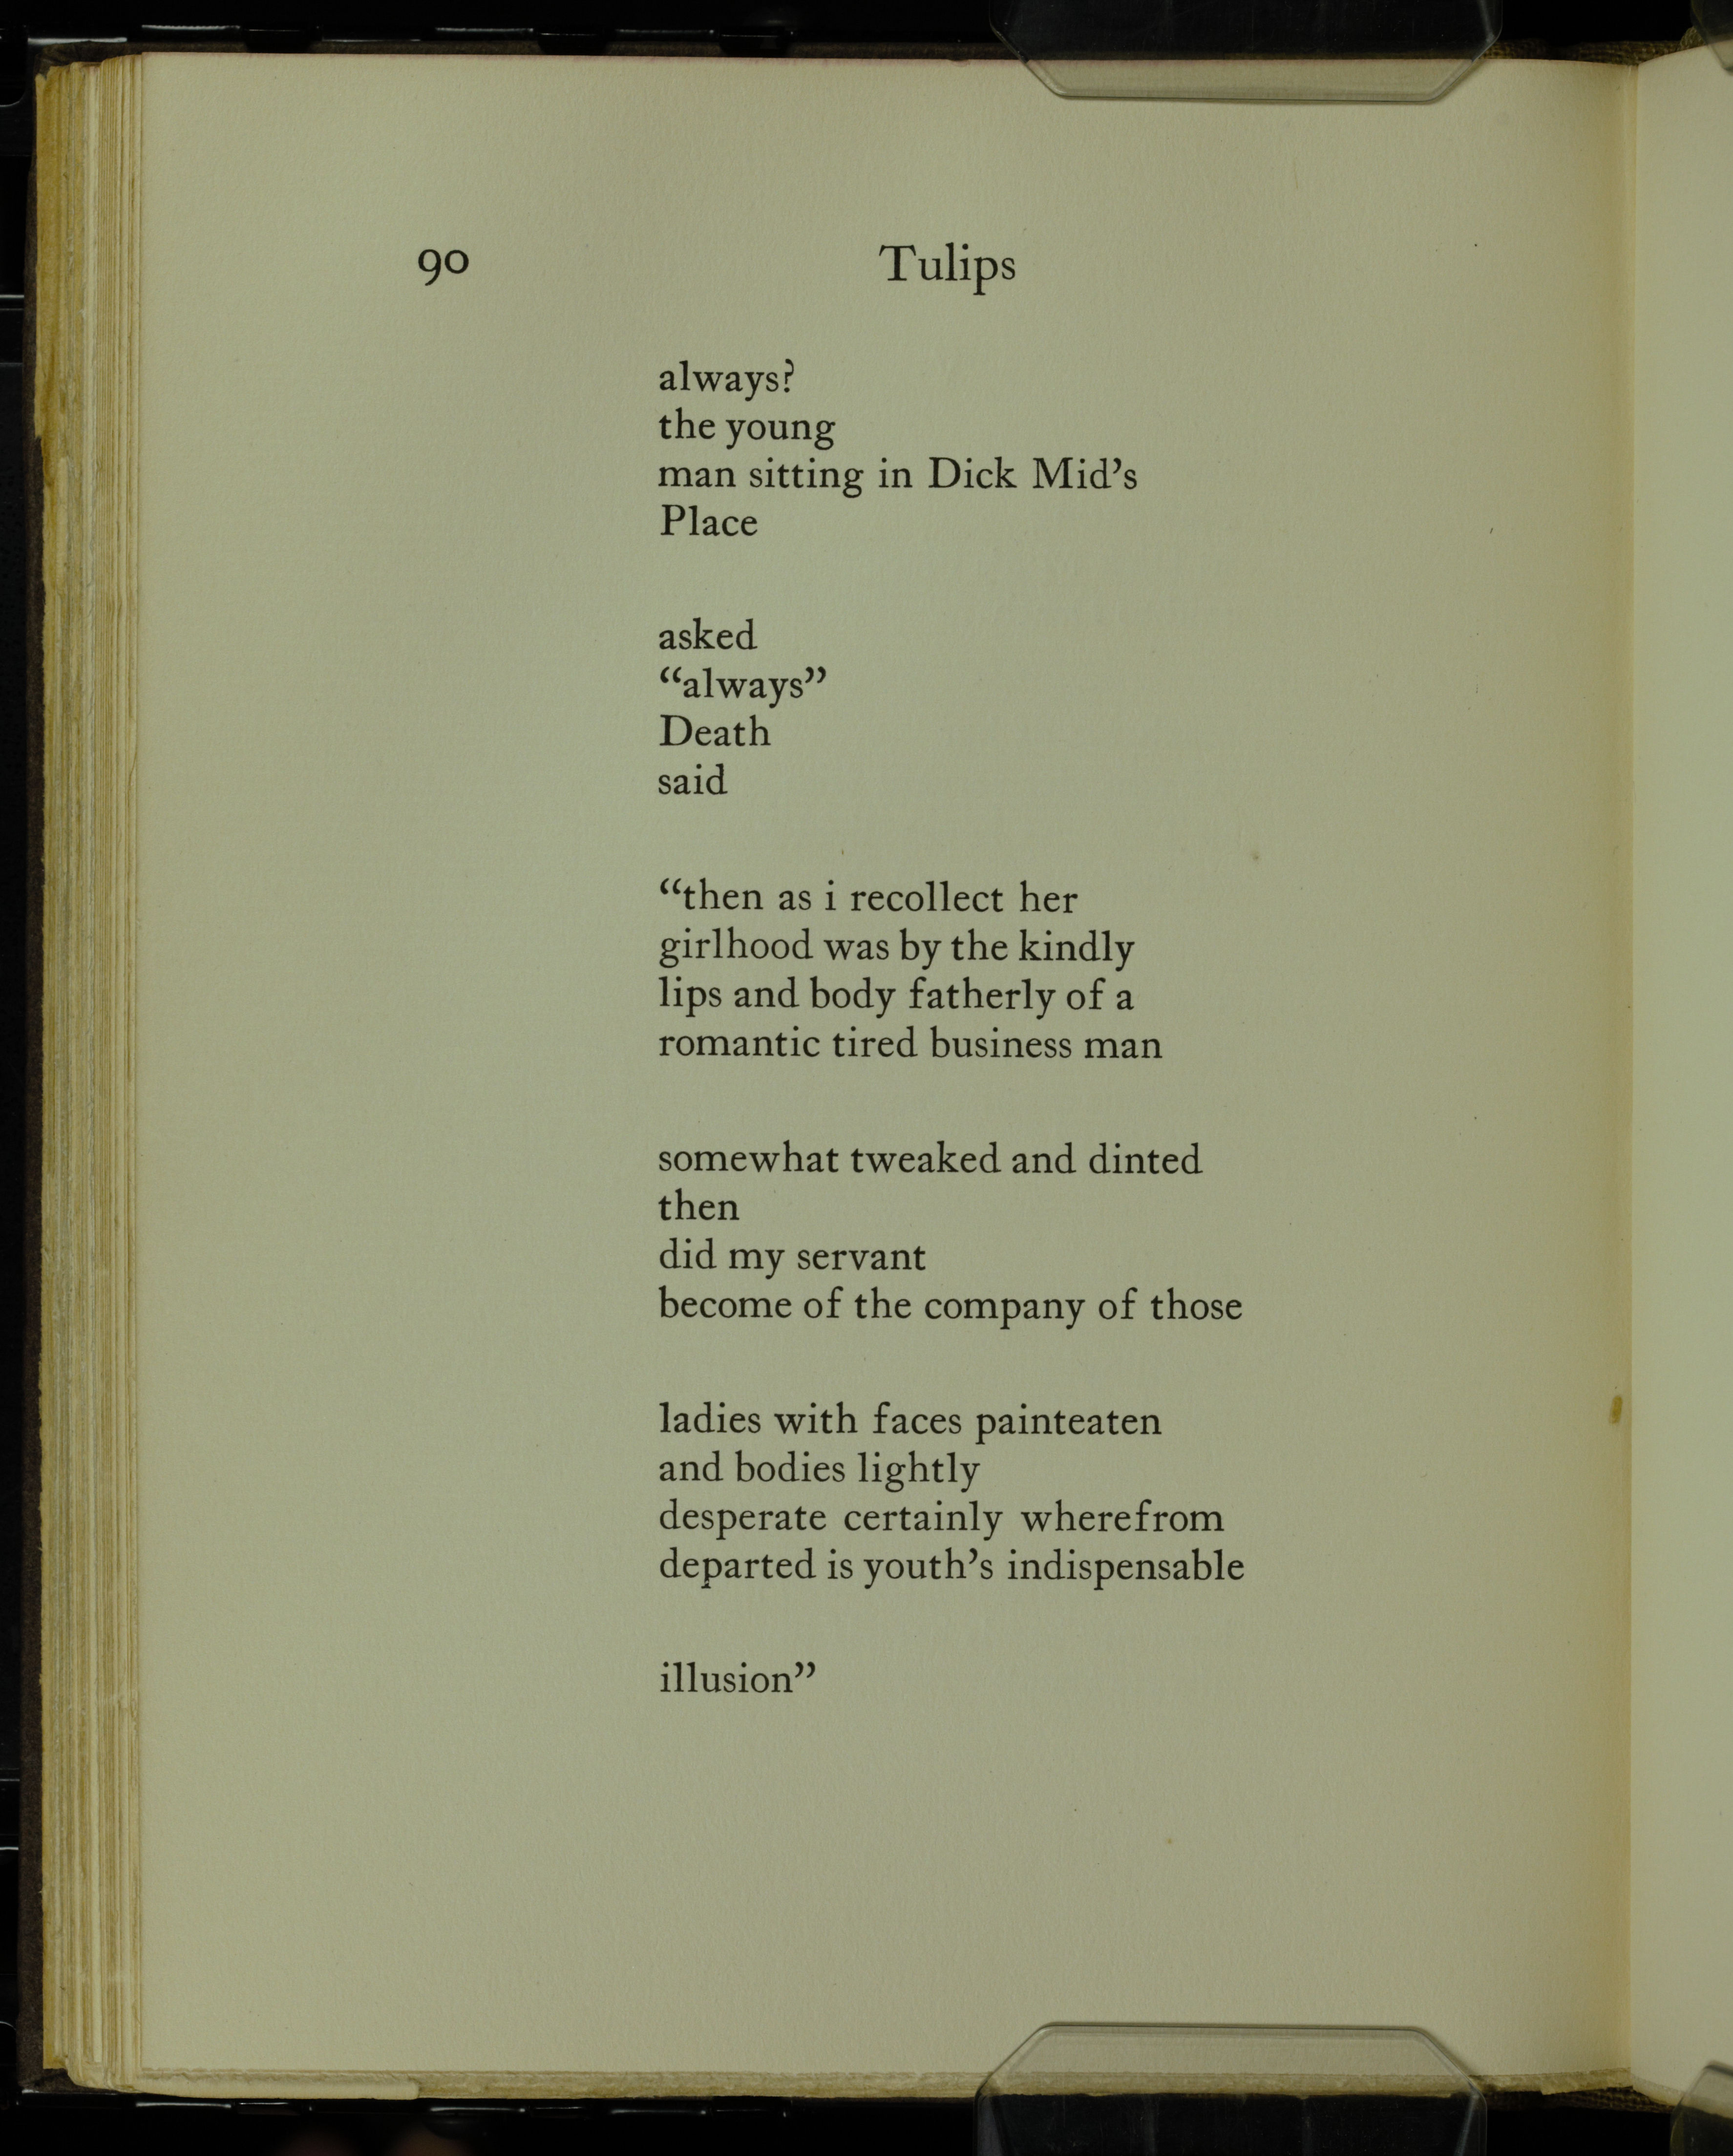 90 Tulips
always?
the young
man sitting in Dick Mid’s
Place
asked
“always”
Death
said
“then as i recollect her
girlhood was by the kindly
lips and body fatherly of a
romantic tired business man
somewhat tweaked and dinted
then
did my servant
become of the company of those
ladies with faces painteaten
and bodies lightly
desperate certainly wherefrom
departed is youth’s indispensable
illusion”